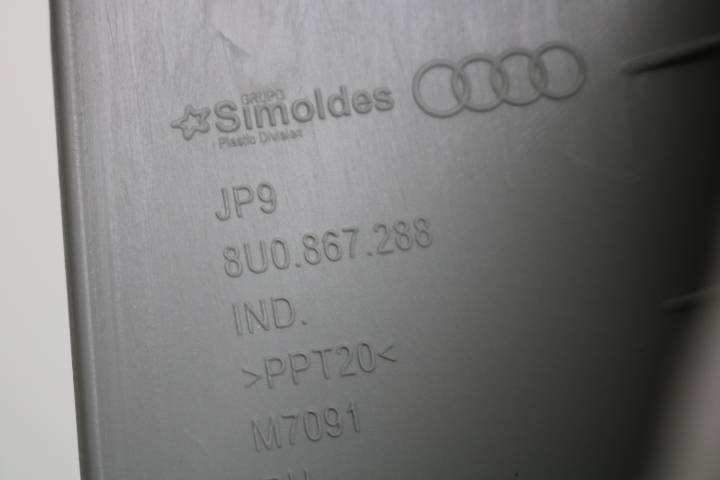 GRUPO
Simoldes
Plastic Division
JP9
8U0.867.288
IND.
>PPT20<
M7091